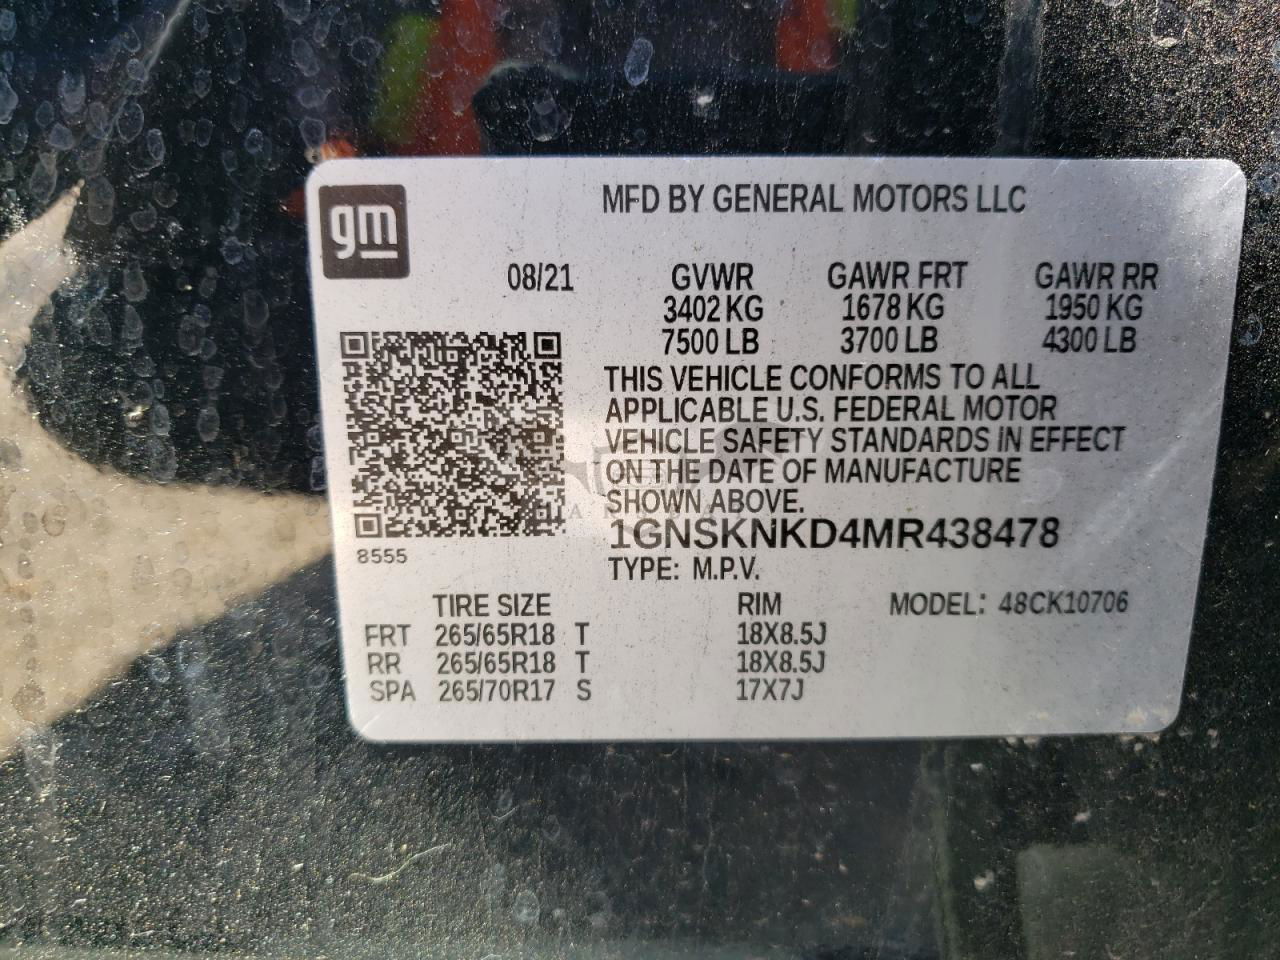 gm
MFD BY GENERAL MOTORS LLC
08/21 GVWR GAWR FRT GAWR RR
3402 KG 1678 KG 1950 KG
7500 LB 3700 LB 4300 LB
THIS VEHICLE CONFORMS TO ALL
APPLICABLE U.S. FEDERAL MOTOR
VEHICLE SAFETY STANDARDS IN EFFECT
ON THE DATE OF MANUFACTURE
SHOWN ABOVE.
1GNSKNKD4MR438478
8555
TYPE: M.P.V.
TIRE SIZE RIM MODEL: 48CK10706
FRT 265/65R18 T 18X8.5J
RR 265/65R18 T 18X8.5J
SPA 265/70R17 S 17X7J